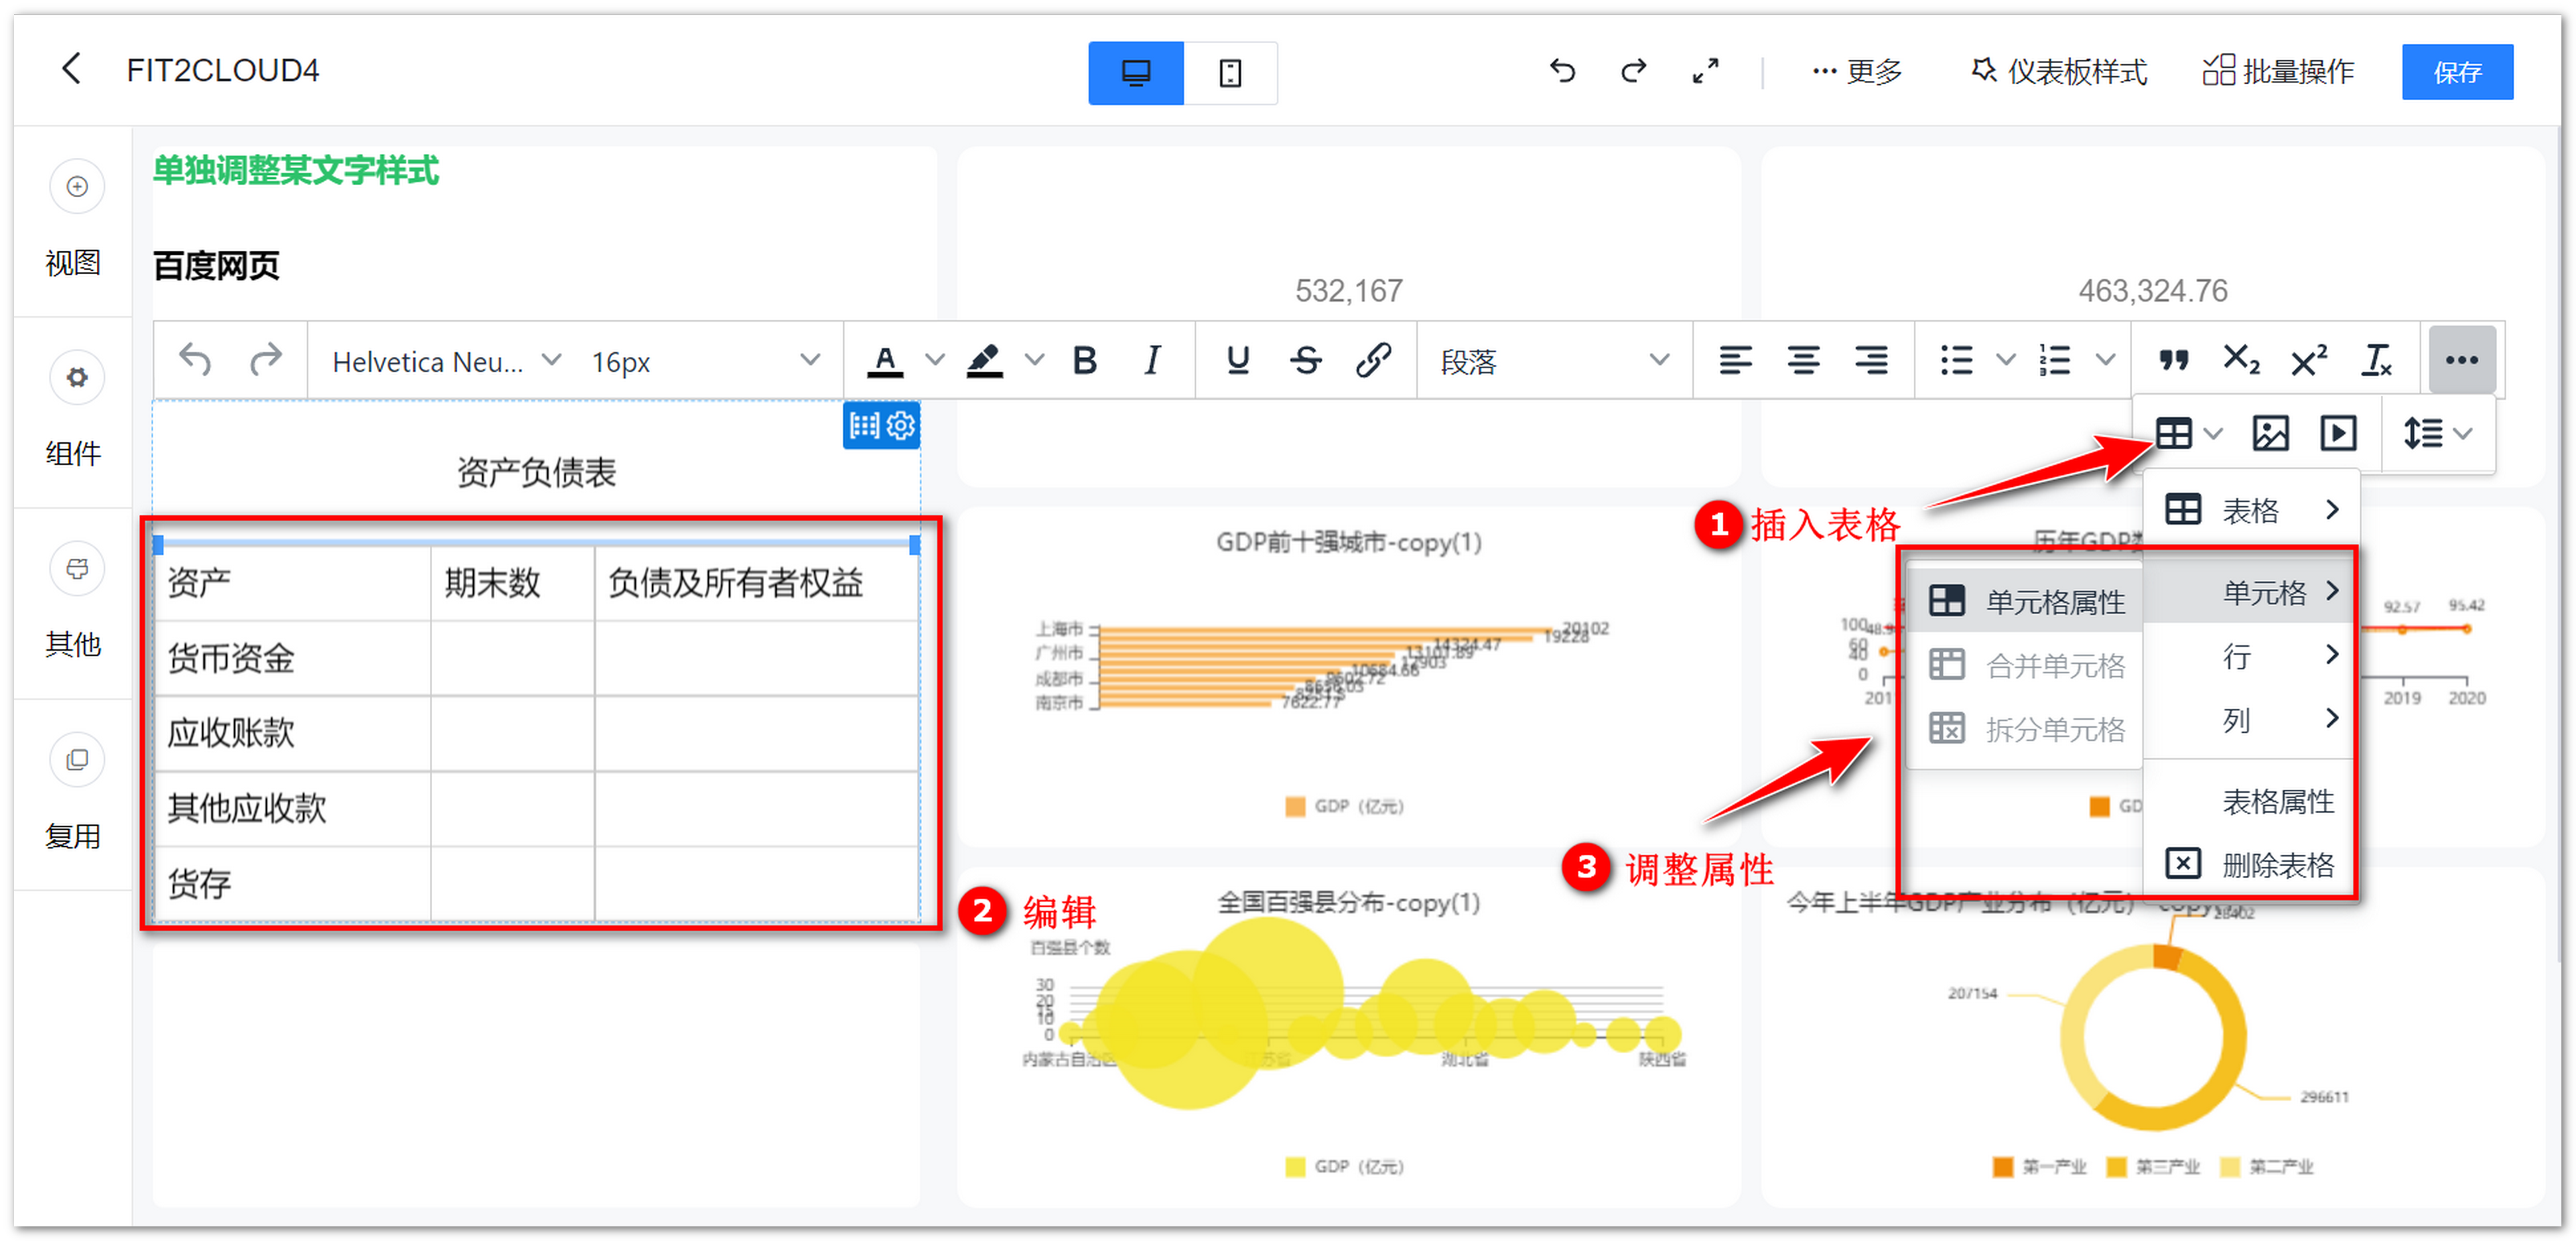 FIT2CLOUD4
更多
仪表板样式
批量操作
保存
视图
组件
其他
复用
单独调整某文字样式
百度网页
532,167
463,324.76
Helvetica Neu...
16px
段落
资产负债表
资产 期末数 负债及所有者权益
货币资金
应收账款
其他应收款
货存
1 插入表格
2 编辑
3 调整属性
表格
单元格
行
列
表格属性
删除表格
单元格属性
合并单元格
拆分单元格
GDP前十强城市-copy(1)
上海市
广州市
成都市
南京市
20102
19228
14324.47
13101.89
12903
10684.66
7622.77
GDP（亿元）
历年GDP
100
60
40
0
92.57
95.42
201
2019
2020
GD
全国百强县分布-copy(1)
百强县个数
30
20
15
10
0
内蒙古自治区
江苏省
湖北省
陕西省
GDP（亿元）
今年上半年GDP产业分布（亿元）-copy
28402
207154
296611
第一产业
第三产业
第二产业